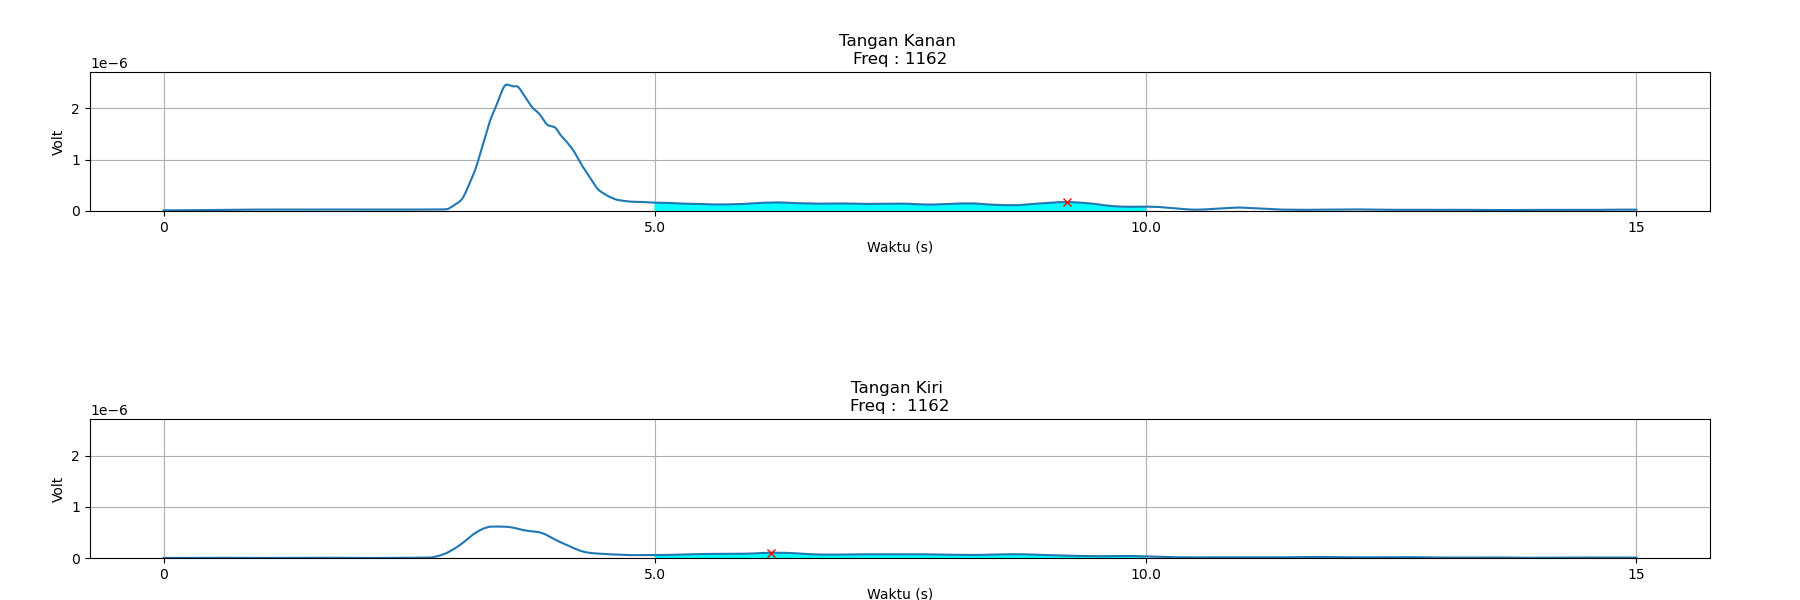 Tangan Kanan
Freq : 1162
1e−6
Volt
2
1
0
0 5.0 10.0 15
Waktu (s)
Tangan Kiri
Freq :  1162
1e−6
Volt
2
1
0
0 5.0 10.0 15
Waktu (s)